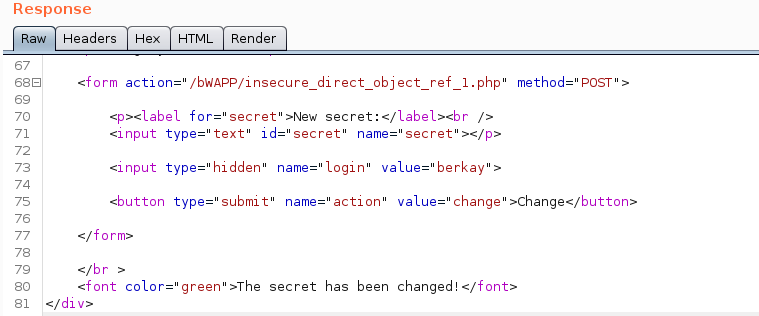 Response
Raw Headers Hex HTML Render
67
68 <form action="/bWAPP/insecure_direct_object_ref_1.php" method="POST">
69
70 <p><label for="secret">New secret:</label><br />
71 <input type="text" id="secret" name="secret"></p>
72
73 <input type="hidden" name="login" value="berkay">
74
75 <button type="submit" name="action" value="change">Change</button>
76
77 </form>
78
79 </br >
80 <font color="green">The secret has been changed!</font>
81 </div>